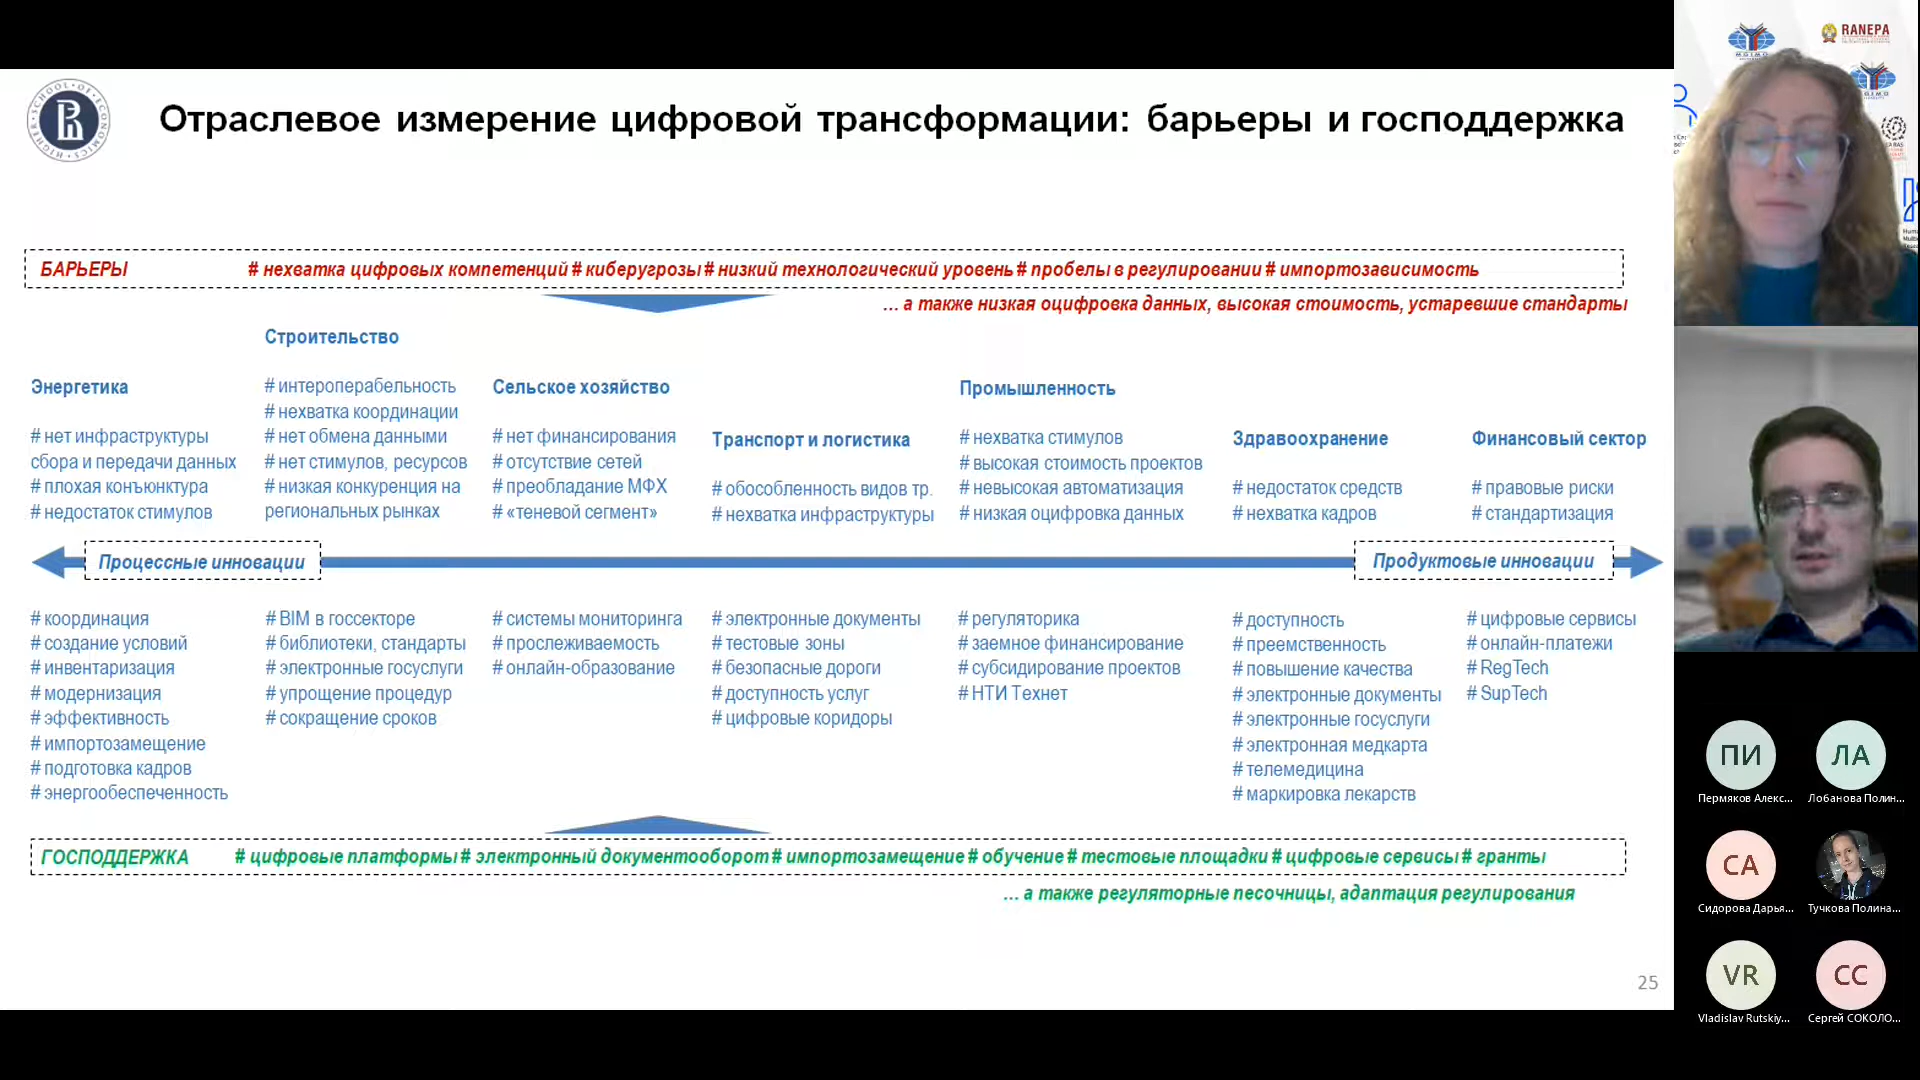 Отраслевое измерение цифровой трансформации: барьеры и господдержка
БАРЬЕРЫ # нехватка цифровых компетенций # киберугрозы # низкий технологический уровень # пробелы в регулировании # импортозависимость
... а также низкая оцифровка данных, высокая стоимость, устаревшие стандарты
Энергетика
# нет инфраструктуры
сбора и передачи данных
# плохая конъюнктура
# недостаток стимулов
Строительство
# интероперабельность
# нехватка координации
# нет обмена данными
# нет стимулов, ресурсов
# низкая конкуренция на
региональных рынках
Сельское хозяйство
# нет финансирования
# отсутствие сетей
# преобладание МФХ
# «теневой сегмент»
Транспорт и логистика
# обособленность видов тр.
# нехватка инфраструктуры
Промышленность
# нехватка стимулов
# высокая стоимость проектов
# невысокая автоматизация
# низкая оцифровка данных
Здравоохранение
# недостаток средств
# нехватка кадров
Финансовый сектор
# правовые риски
# стандартизация
Процессные инновации
Продуктовые инновации
# координация
# создание условий
# инвентаризация
# модернизация
# эффективность
# импортозамещение
# подготовка кадров
# энергообеспеченность
# BIM в госсекторе
# библиотеки, стандарты
# электронные госуслуги
# упрощение процедур
# сокращение сроков
# системы мониторинга
# прослеживаемость
# онлайн-образование
# электронные документы
# тестовые зоны
# безопасные дороги
# доступность услуг
# цифровые коридоры
# регуляторика
# заемное финансирование
# субсидирование проектов
# НТИ Технет
# доступность
# преемственность
# повышение качества
# электронные документы
# электронные госуслуги
# электронная медкарта
# телемедицина
# маркировка лекарств
# цифровые сервисы
# онлайн-платежи
# RegTech
# SupTech
ГОСПОДДЕРЖКА # цифровые платформы # электронный документооборот # импортозамещение # обучение # тестовые площадки # цифровые сервисы # гранты
... а также регуляторные песочницы, адаптация регулирования
25
HIGHER SCHOOL OF ECONOMICS
RANEPA
ПИ
Пермяков Алекс...
ЛА
Лобанова Полин...
СА
Сидорова Дарья...
Тучкова Полина...
VR
Vladislav Rutskiy...
СС
Сергей СОКОЛО...